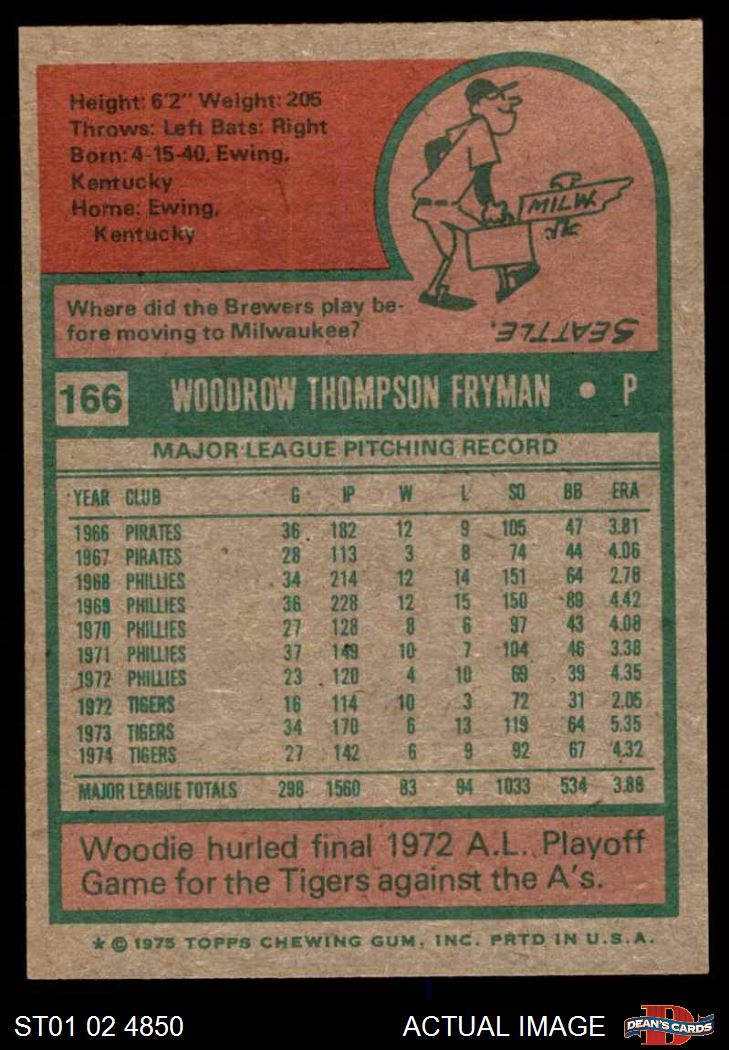 Height: 6'2" Weight: 205
Throws: Left Bats: Right
Born: 4-15-40, Ewing,
Kentucky
Home: Ewing,
Kentucky
MILW.
Where did the Brewers play be-
fore moving to Milwaukee?
SEATTLE.
166 WOODROW THOMPSON FRYMAN • P
MAJOR LEAGUE PITCHING RECORD
YEAR CLUB G IP W L SO BB ERA
1966 PIRATES 36 182 12 9 105 47 3.81
1967 PIRATES 28 113 3 8 74 44 4.06
1968 PHILLIES 34 214 12 14 151 64 2.78
1969 PHILLIES 36 228 12 15 150 89 4.42
1970 PHILLIES 27 128 8 6 97 43 4.08
1971 PHILLIES 37 149 10 7 104 46 3.38
1972 PHILLIES 23 120 4 10 69 39 4.35
1972 TIGERS 16 114 10 3 72 31 2.05
1973 TIGERS 34 170 6 13 119 64 5.35
1974 TIGERS 27 142 6 9 92 67 4.32
MAJOR LEAGUE TOTALS 298 1560 83 94 1033 534 3.88
Woodie hurled final 1972 A.L. Playoff
Game for the Tigers against the A's.
* © 1975 TOPPS CHEWING GUM, INC. PRTD IN U.S.A.
ST01 02 4850 ACTUAL IMAGE D DEAN'S CARDS